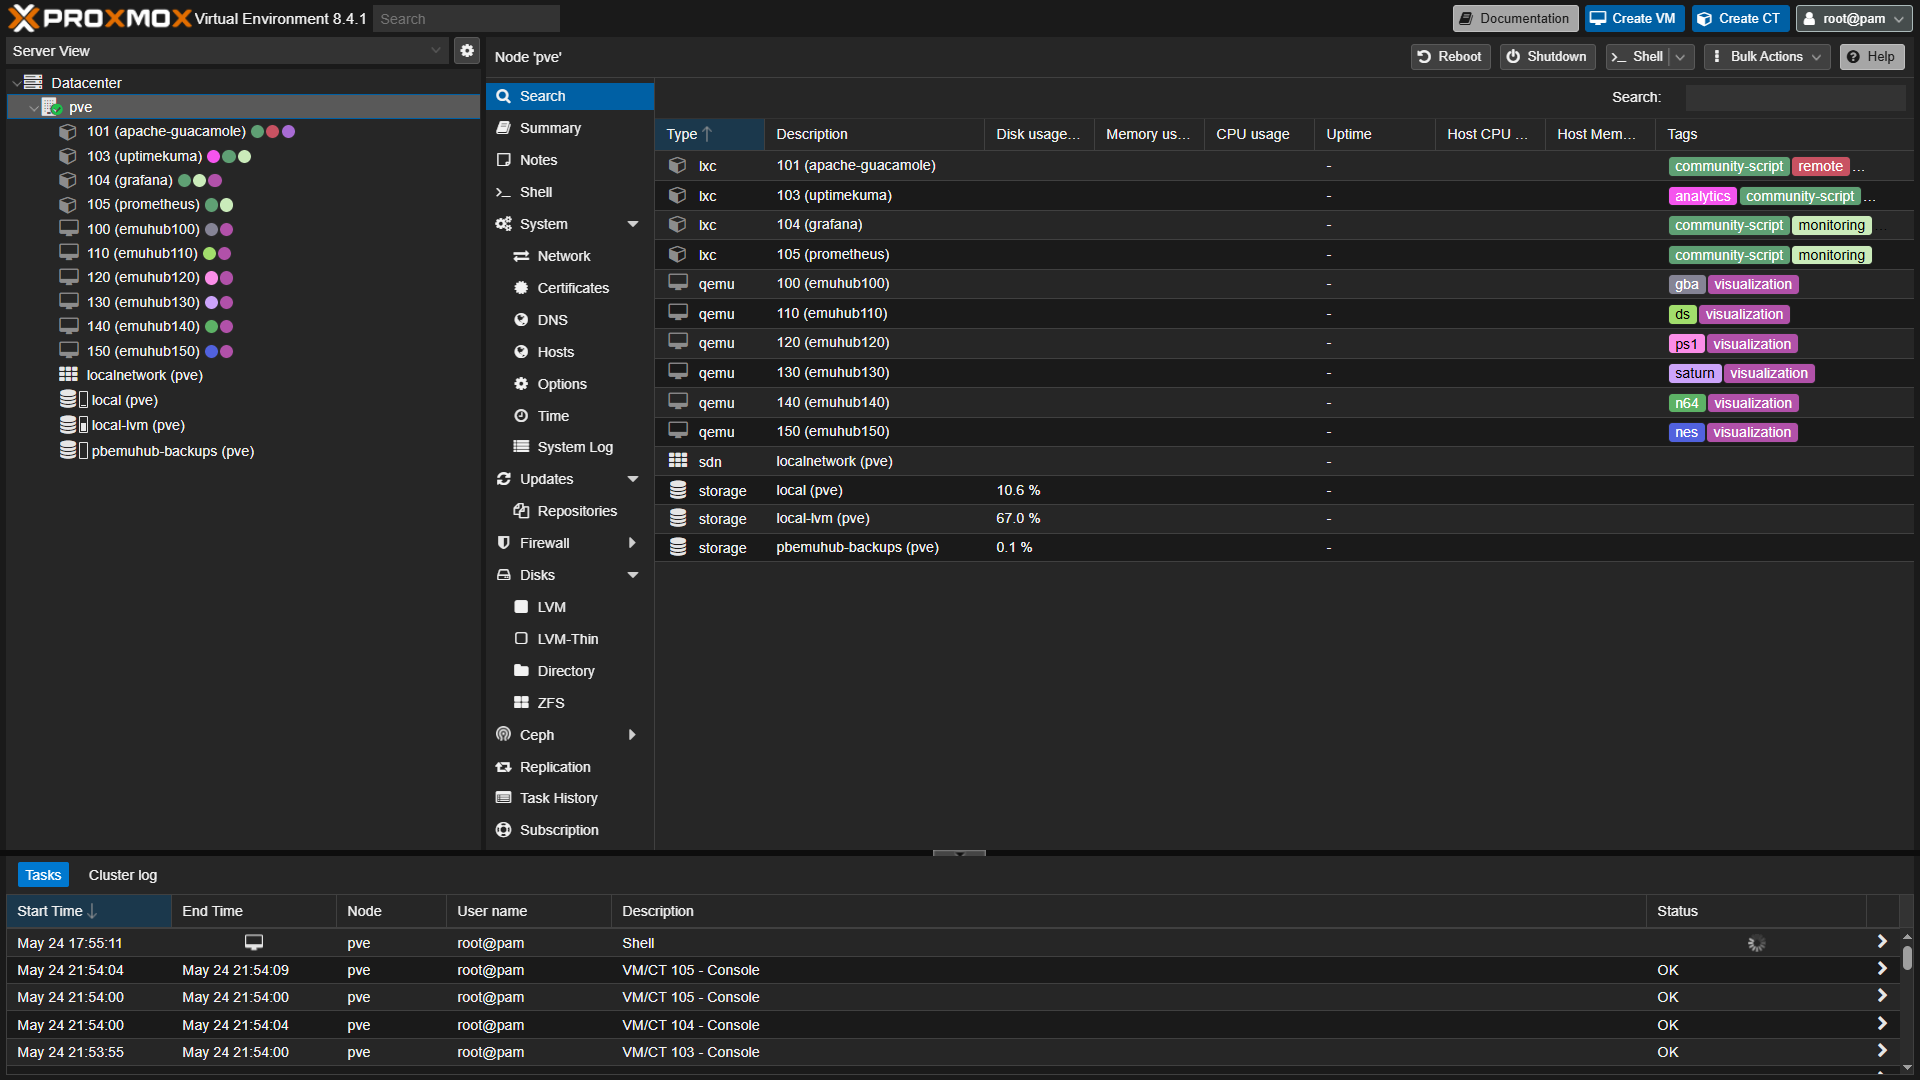 PROXMOX Virtual Environment 8.4.1 Search Documentation Create VM Create CT root@pam
Server View
Datacenter
pve
101 (apache-guacamole)
103 (uptimekuma)
104 (grafana)
105 (prometheus)
100 (emuhub100)
110 (emuhub110)
120 (emuhub120)
130 (emuhub130)
140 (emuhub140)
150 (emuhub150)
localnetwork (pve)
local (pve)
local-lvm (pve)
pbemuhub-backups (pve)
Node 'pve' Reboot Shutdown Shell Bulk Actions Help
Search
Summary
Notes
Shell
System
Network
Certificates
DNS
Hosts
Options
Time
System Log
Updates
Repositories
Firewall
Disks
LVM
LVM-Thin
Directory
ZFS
Ceph
Replication
Task History
Subscription
Search:
Type Description Disk usage... Memory us... CPU usage Uptime Host CPU ... Host Mem... Tags
lxc 101 (apache-guacamole) - community-script remote ...
lxc 103 (uptimekuma) - analytics community-script ...
lxc 104 (grafana) - community-script monitoring ...
lxc 105 (prometheus) - community-script monitoring
qemu 100 (emuhub100) - gba visualization
qemu 110 (emuhub110) - ds visualization
qemu 120 (emuhub120) - ps1 visualization
qemu 130 (emuhub130) - saturn visualization
qemu 140 (emuhub140) - n64 visualization
qemu 150 (emuhub150) - nes visualization
sdn localnetwork (pve) -
storage local (pve) 10.6 % -
storage local-lvm (pve) 67.0 % -
storage pbemuhub-backups (pve) 0.1 % -
Tasks Cluster log
Start Time End Time Node User name Description Status
May 24 17:55:11 pve root@pam Shell
May 24 21:54:04 May 24 21:54:09 pve root@pam VM/CT 105 - Console OK
May 24 21:54:00 May 24 21:54:00 pve root@pam VM/CT 105 - Console OK
May 24 21:54:00 May 24 21:54:04 pve root@pam VM/CT 104 - Console OK
May 24 21:53:55 May 24 21:54:00 pve root@pam VM/CT 103 - Console OK